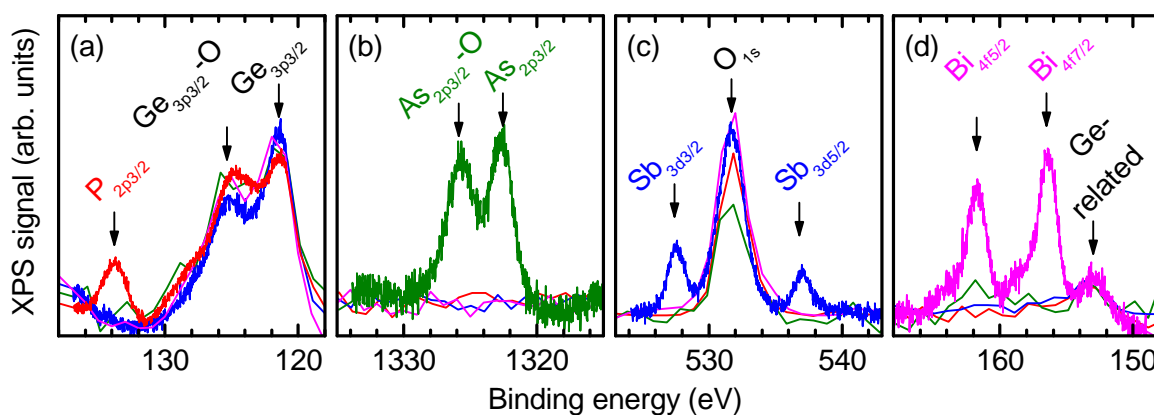 XPS signal (arb. units)
(a)
P 2p3/2
Ge 3p3/2-O
Ge 3p3/2
130
120
(b)
As 2p3/2-O
As 2p3/2
1330
1320
(c)
Sb 3d3/2
O 1s
Sb 3d5/2
530
540
(d)
Bi 4f5/2
Bi 4f7/2
Ge-
related
160
150
Binding energy (eV)